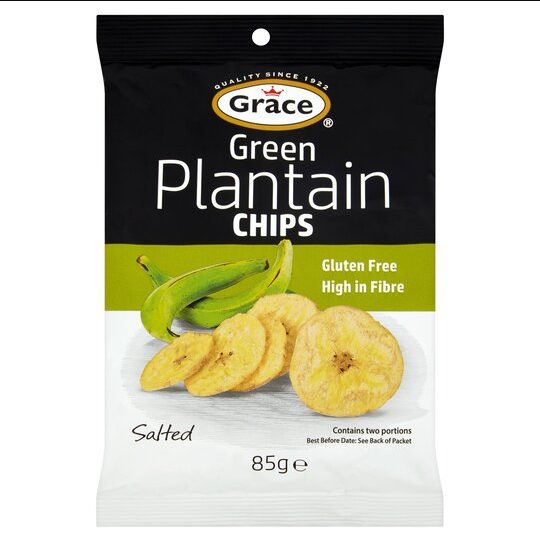 QUALITY SINCE 1922
Grace
®
Green
Plantain
CHIPS
Gluten Free
High in Fibre
Salted
Contains two portions
Best Before Date: See Back of Packet
85g ℮